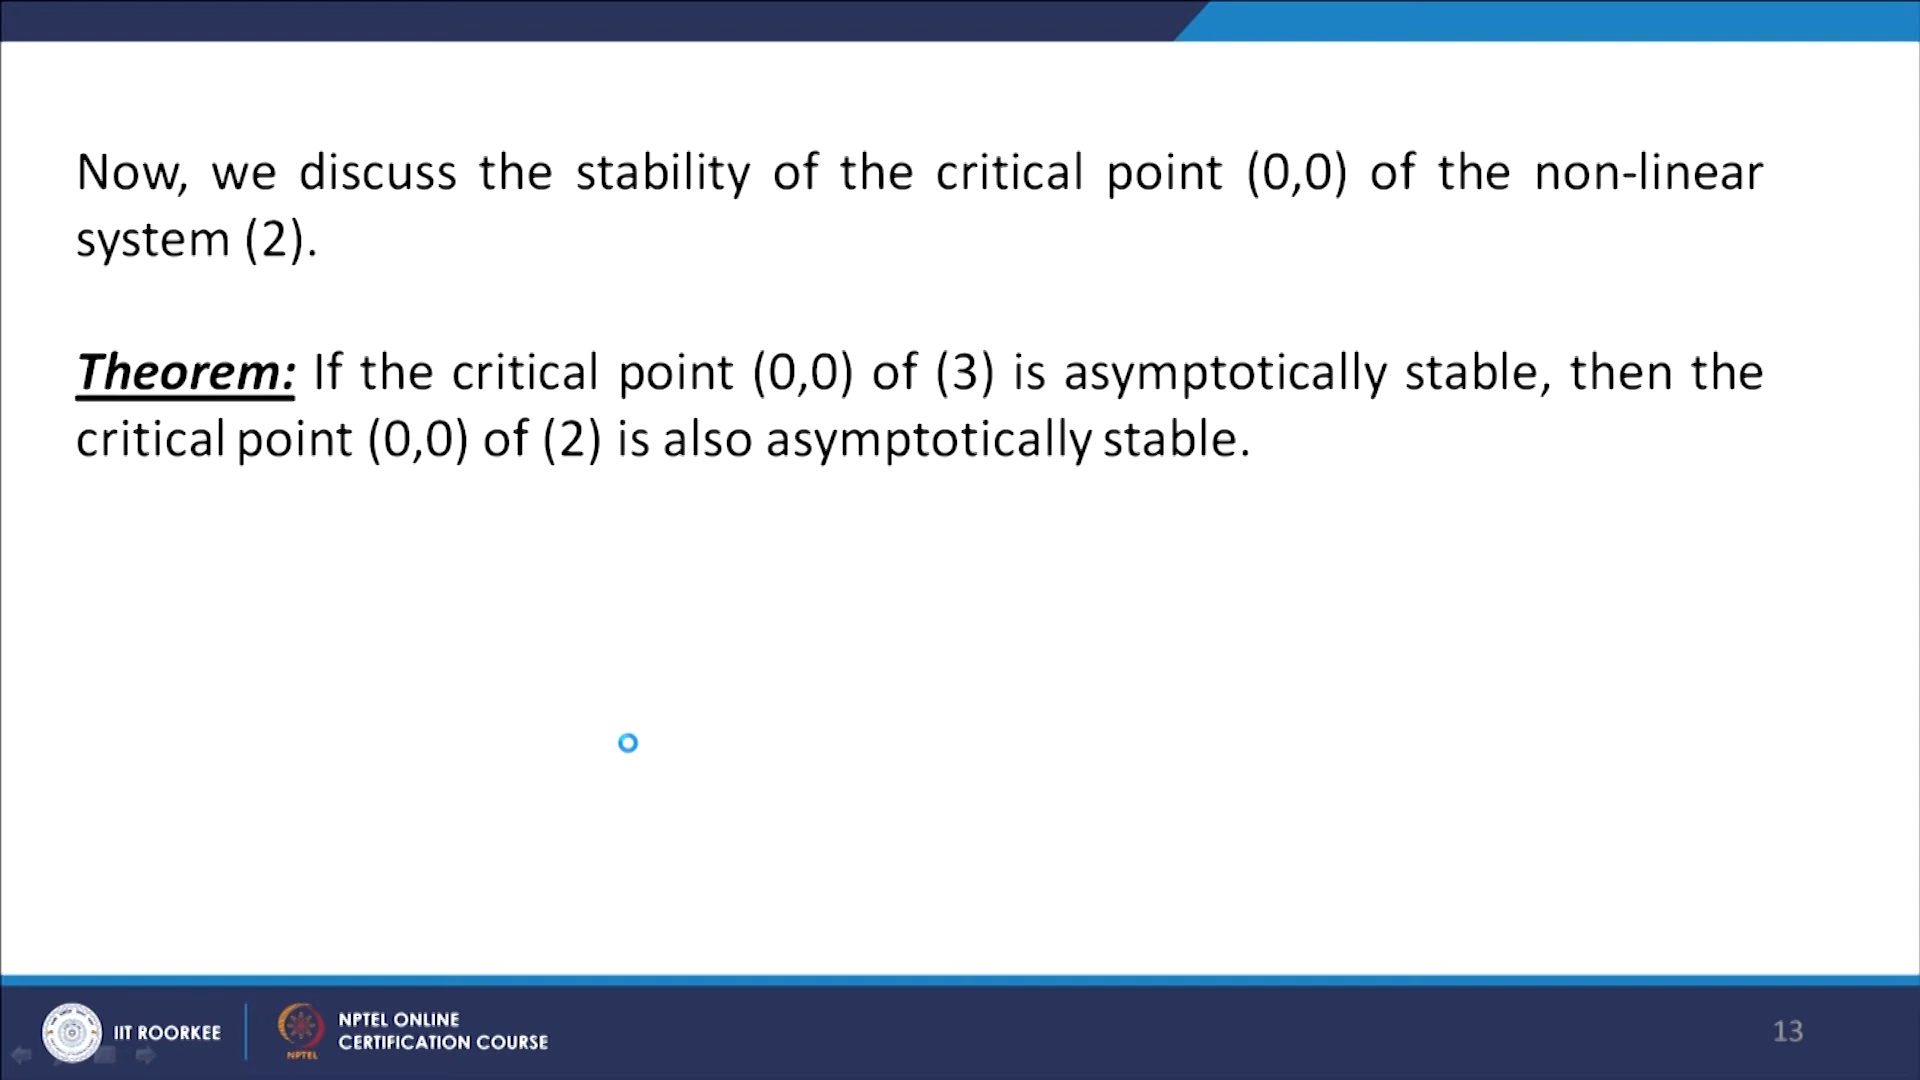 Now, we discuss the stability of the critical point (0,0) of the non-linear
system (2).
Theorem: If the critical point (0,0) of (3) is asymptotically stable, then the
critical point (0,0) of (2) is also asymptotically stable.
IIT ROORKEE
NPTEL
NPTEL ONLINE
CERTIFICATION COURSE
13